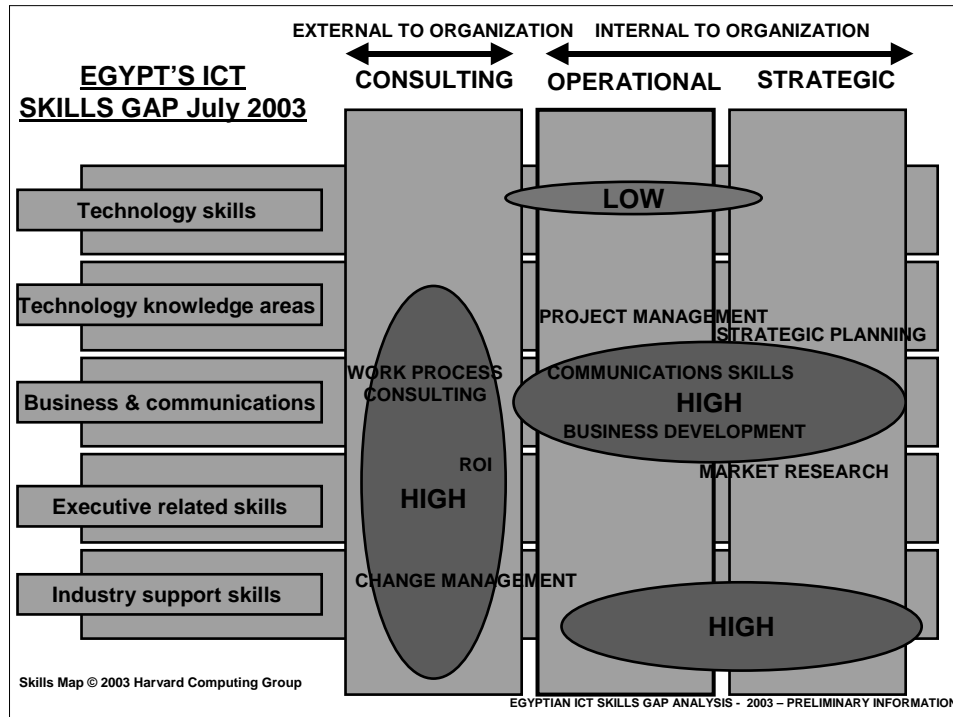 EXTERNAL TO ORGANIZATION INTERNAL TO ORGANIZATION
EGYPT'S ICT
SKILLS GAP July 2003
CONSULTING OPERATIONAL STRATEGIC
Technology skills
LOW
Technology knowledge areas
PROJECT MANAGEMENT
STRATEGIC PLANNING
WORK PROCESS
CONSULTING
COMMUNICATIONS SKILLS
Business & communications
HIGH
BUSINESS DEVELOPMENT
ROI
MARKET RESEARCH
Executive related skills
HIGH
CHANGE MANAGEMENT
Industry support skills
HIGH
Skills Map © 2003 Harvard Computing Group
EGYPTIAN ICT SKILLS GAP ANALYSIS - 2003 – PRELIMINARY INFORMATION